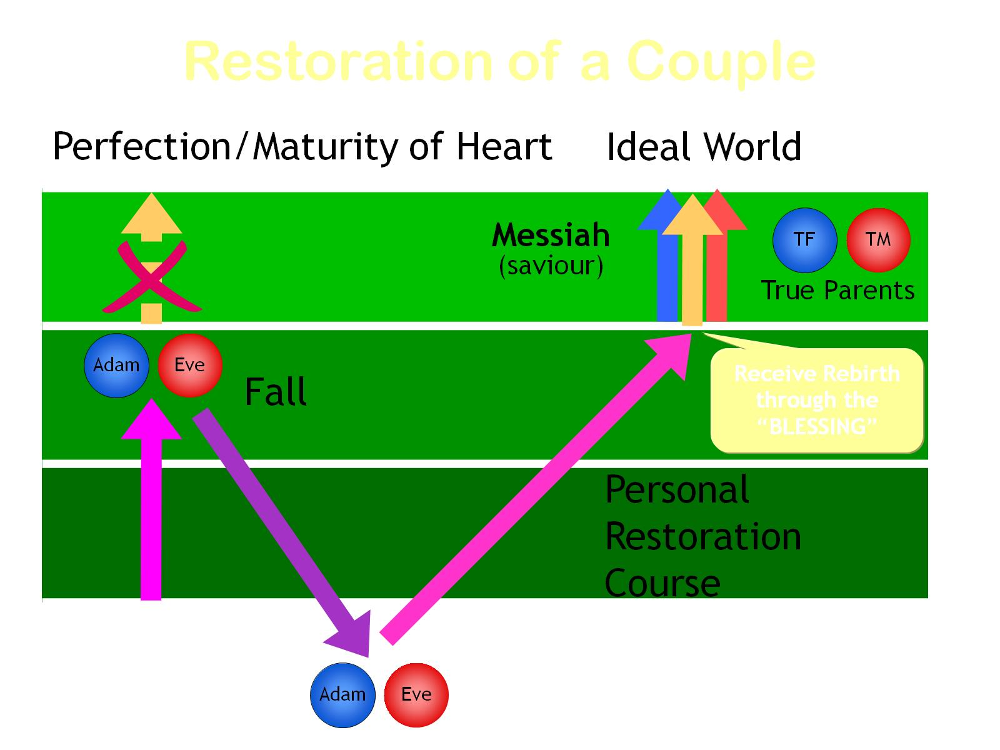 Restoration of a Couple
Perfection/Maturity of Heart
Ideal World
Messiah
(saviour)
TF
TM
True Parents
Adam
Eve
Fall
Receive Rebirth
through the
“BLESSING”
Personal
Restoration
Course
Adam
Eve